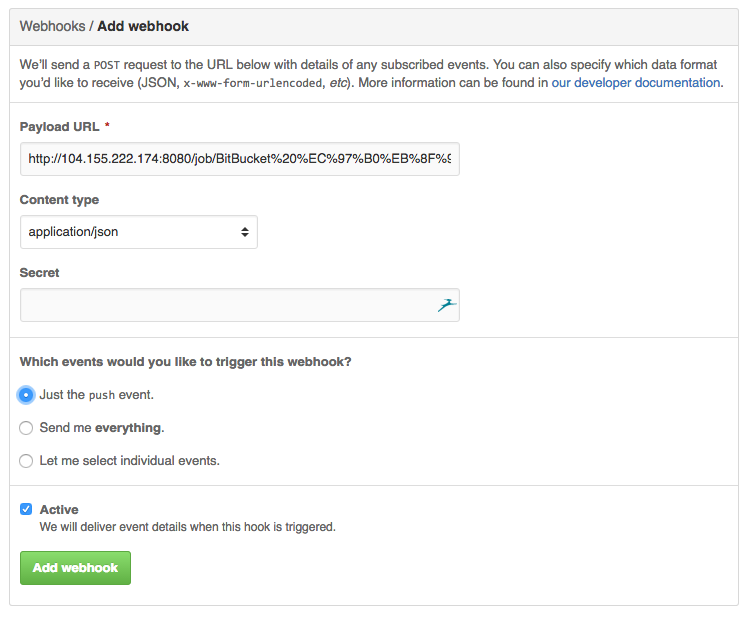 Webhooks / Add webhook
We'll send a POST request to the URL below with details of any subscribed events. You can also specify which data format
you'd like to receive (JSON, x-www-form-urlencoded, etc). More information can be found in our developer documentation.
Payload URL *
http://104.155.222.174:8080/job/BitBucket%20%EC%97%B0%EB%8F%9
Content type
application/json
Secret
Which events would you like to trigger this webhook?
Just the push event.
Send me everything.
Let me select individual events.
Active
We will deliver event details when this hook is triggered.
Add webhook